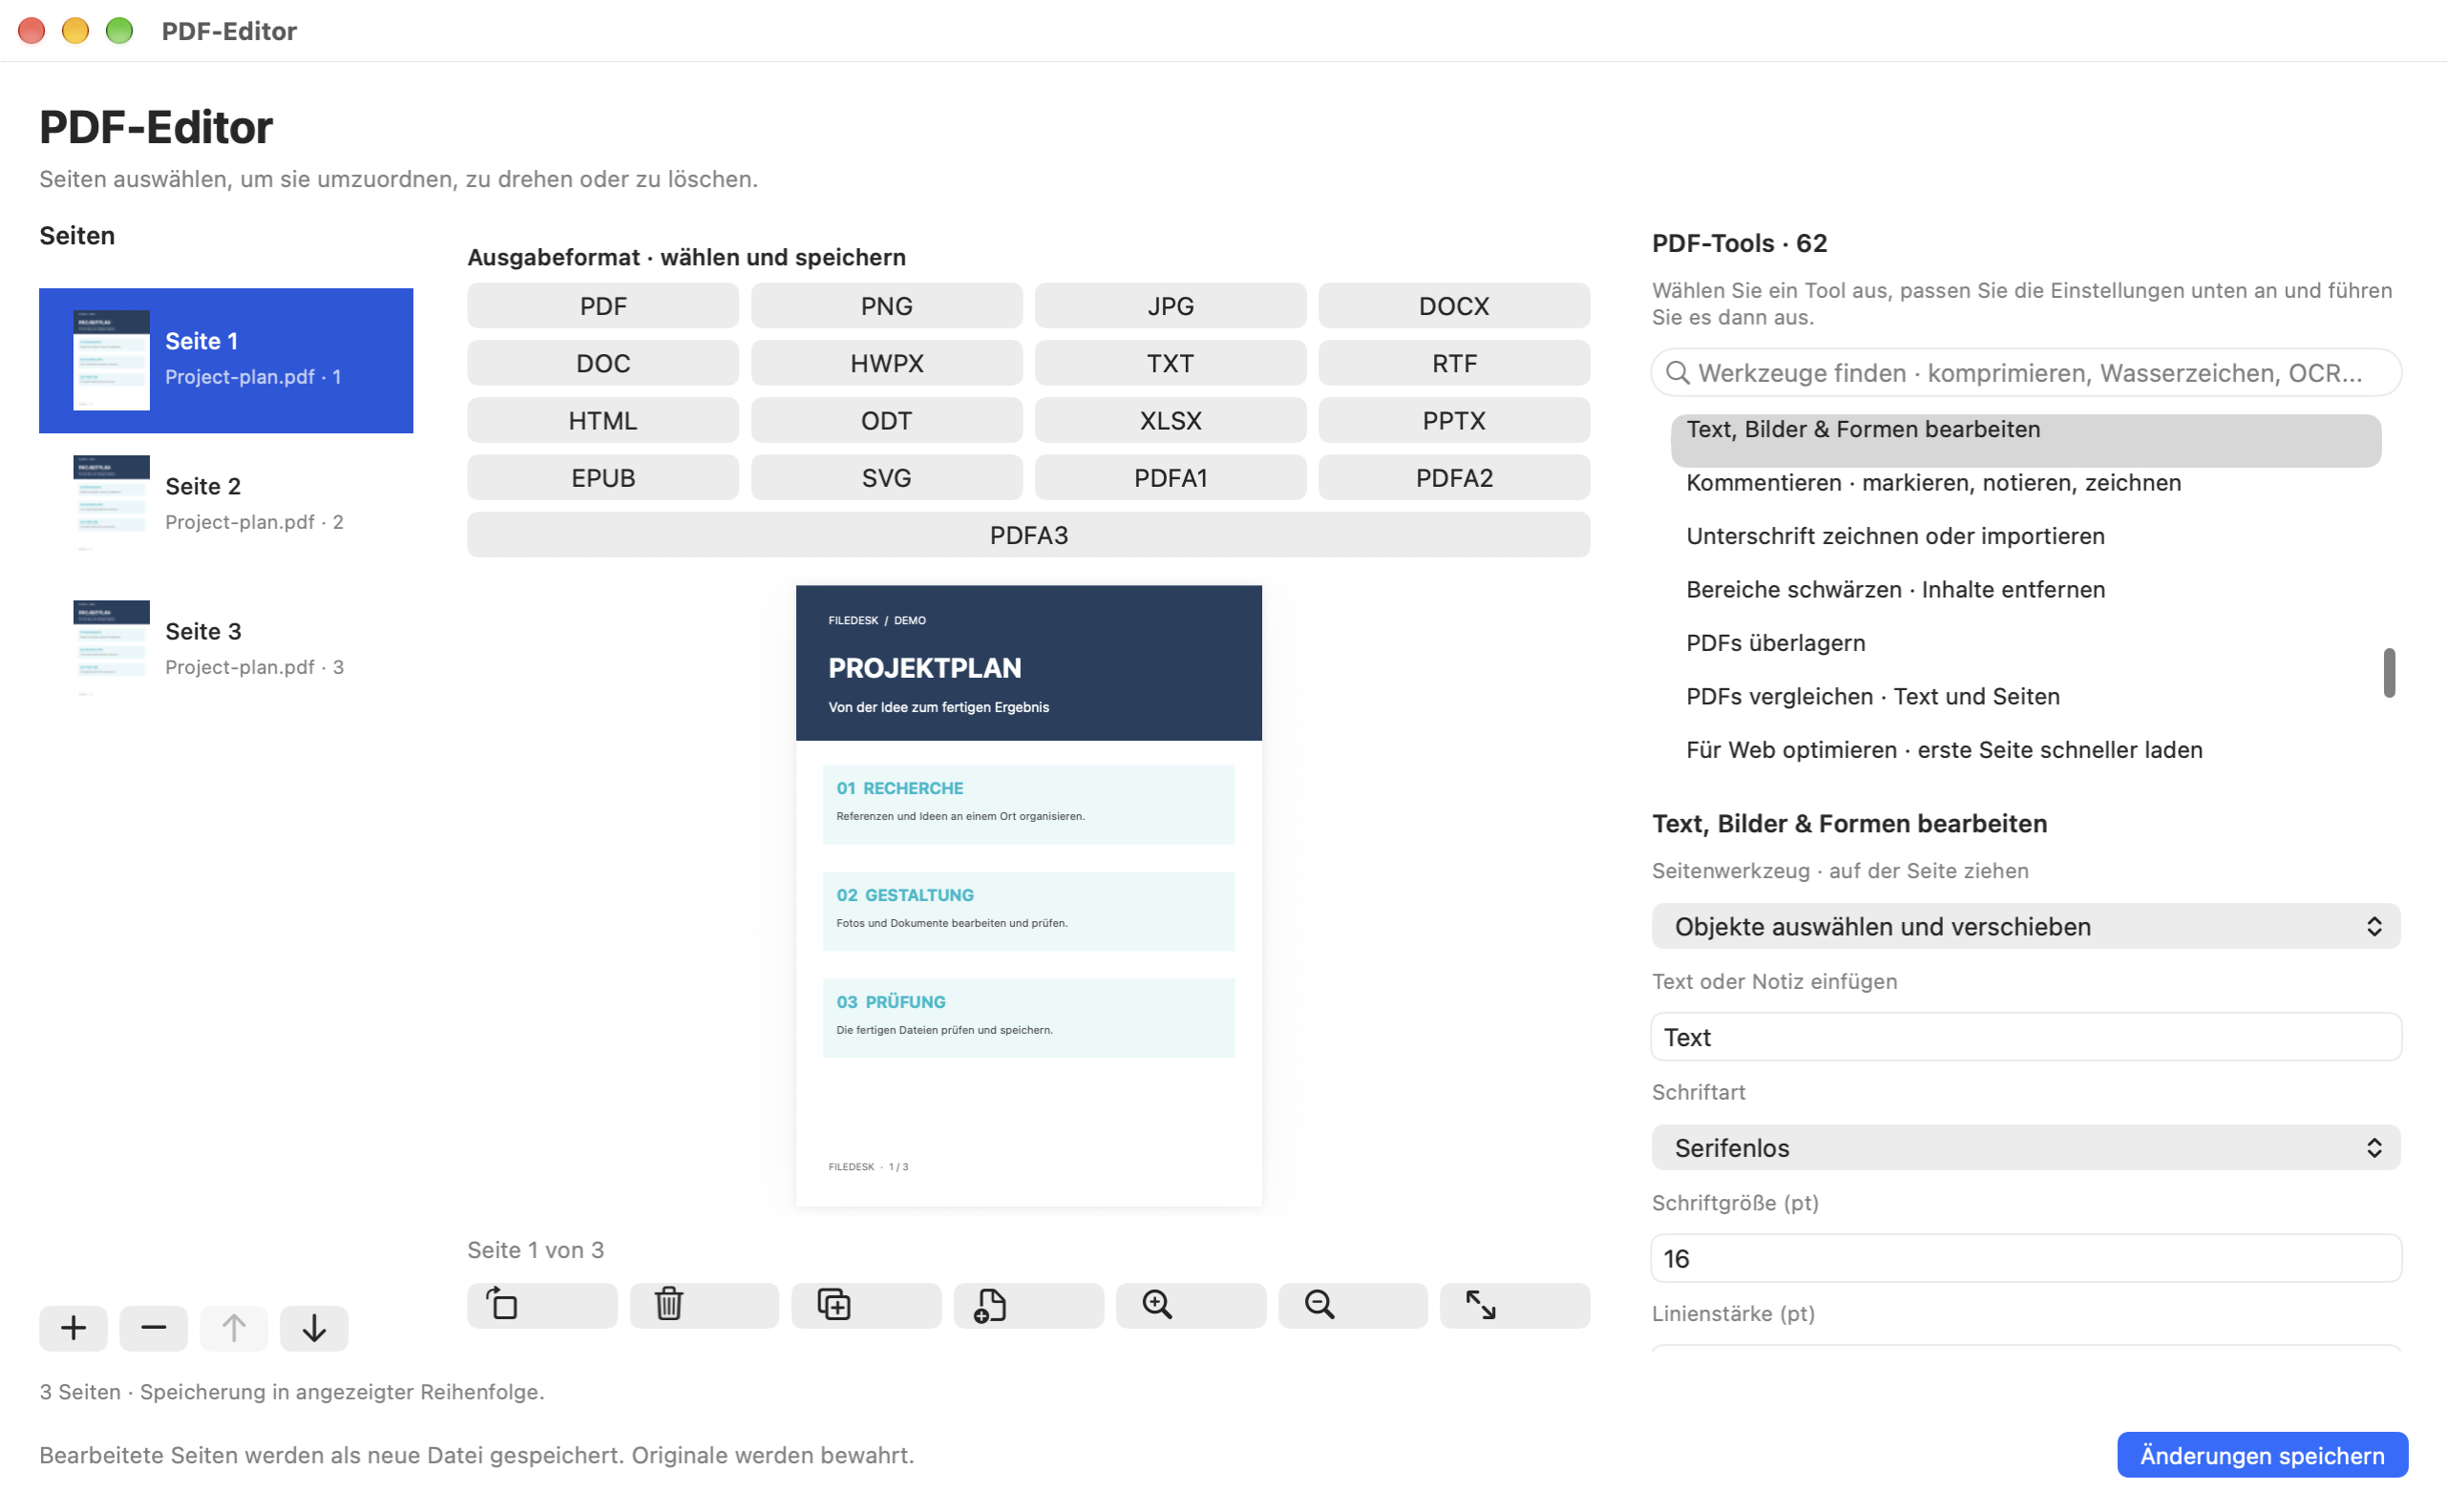 PDF-Editor
PDF-Editor
Seiten auswählen, um sie umzuordnen, zu drehen oder zu löschen.
Seiten
Seite 1
Project-plan.pdf · 1
Seite 2
Project-plan.pdf · 2
Seite 3
Project-plan.pdf · 3
3 Seiten · Speicherung in angezeigter Reihenfolge.
Bearbeitete Seiten werden als neue Datei gespeichert. Originale werden bewahrt.
Ausgabeformat · wählen und speichern
PDF PNG JPG DOCX
DOC HWPX TXT RTF
HTML ODT XLSX PPTX
EPUB SVG PDFA1 PDFA2
PDFA3
FILEDESK / DEMO
PROJEKTPLAN
Von der Idee zum fertigen Ergebnis
01 RECHERCHE
Referenzen und Ideen an einem Ort organisieren.
02 GESTALTUNG
Fotos und Dokumente bearbeiten und prüfen.
03 PRÜFUNG
Die fertigen Dateien prüfen und speichern.
FILEDESK · 1 / 3
Seite 1 von 3
PDF-Tools · 62
Wählen Sie ein Tool aus, passen Sie die Einstellungen unten an und führen
Sie es dann aus.
Werkzeuge finden · komprimieren, Wasserzeichen, OCR...
Text, Bilder & Formen bearbeiten
Kommentieren · markieren, notieren, zeichnen
Unterschrift zeichnen oder importieren
Bereiche schwärzen · Inhalte entfernen
PDFs überlagern
PDFs vergleichen · Text und Seiten
Für Web optimieren · erste Seite schneller laden
Text, Bilder & Formen bearbeiten
Seitenwerkzeug · auf der Seite ziehen
Objekte auswählen und verschieben
Text oder Notiz einfügen
Text
Schriftart
Serifenlos
Schriftgröße (pt)
16
Linienstärke (pt)
Änderungen speichern